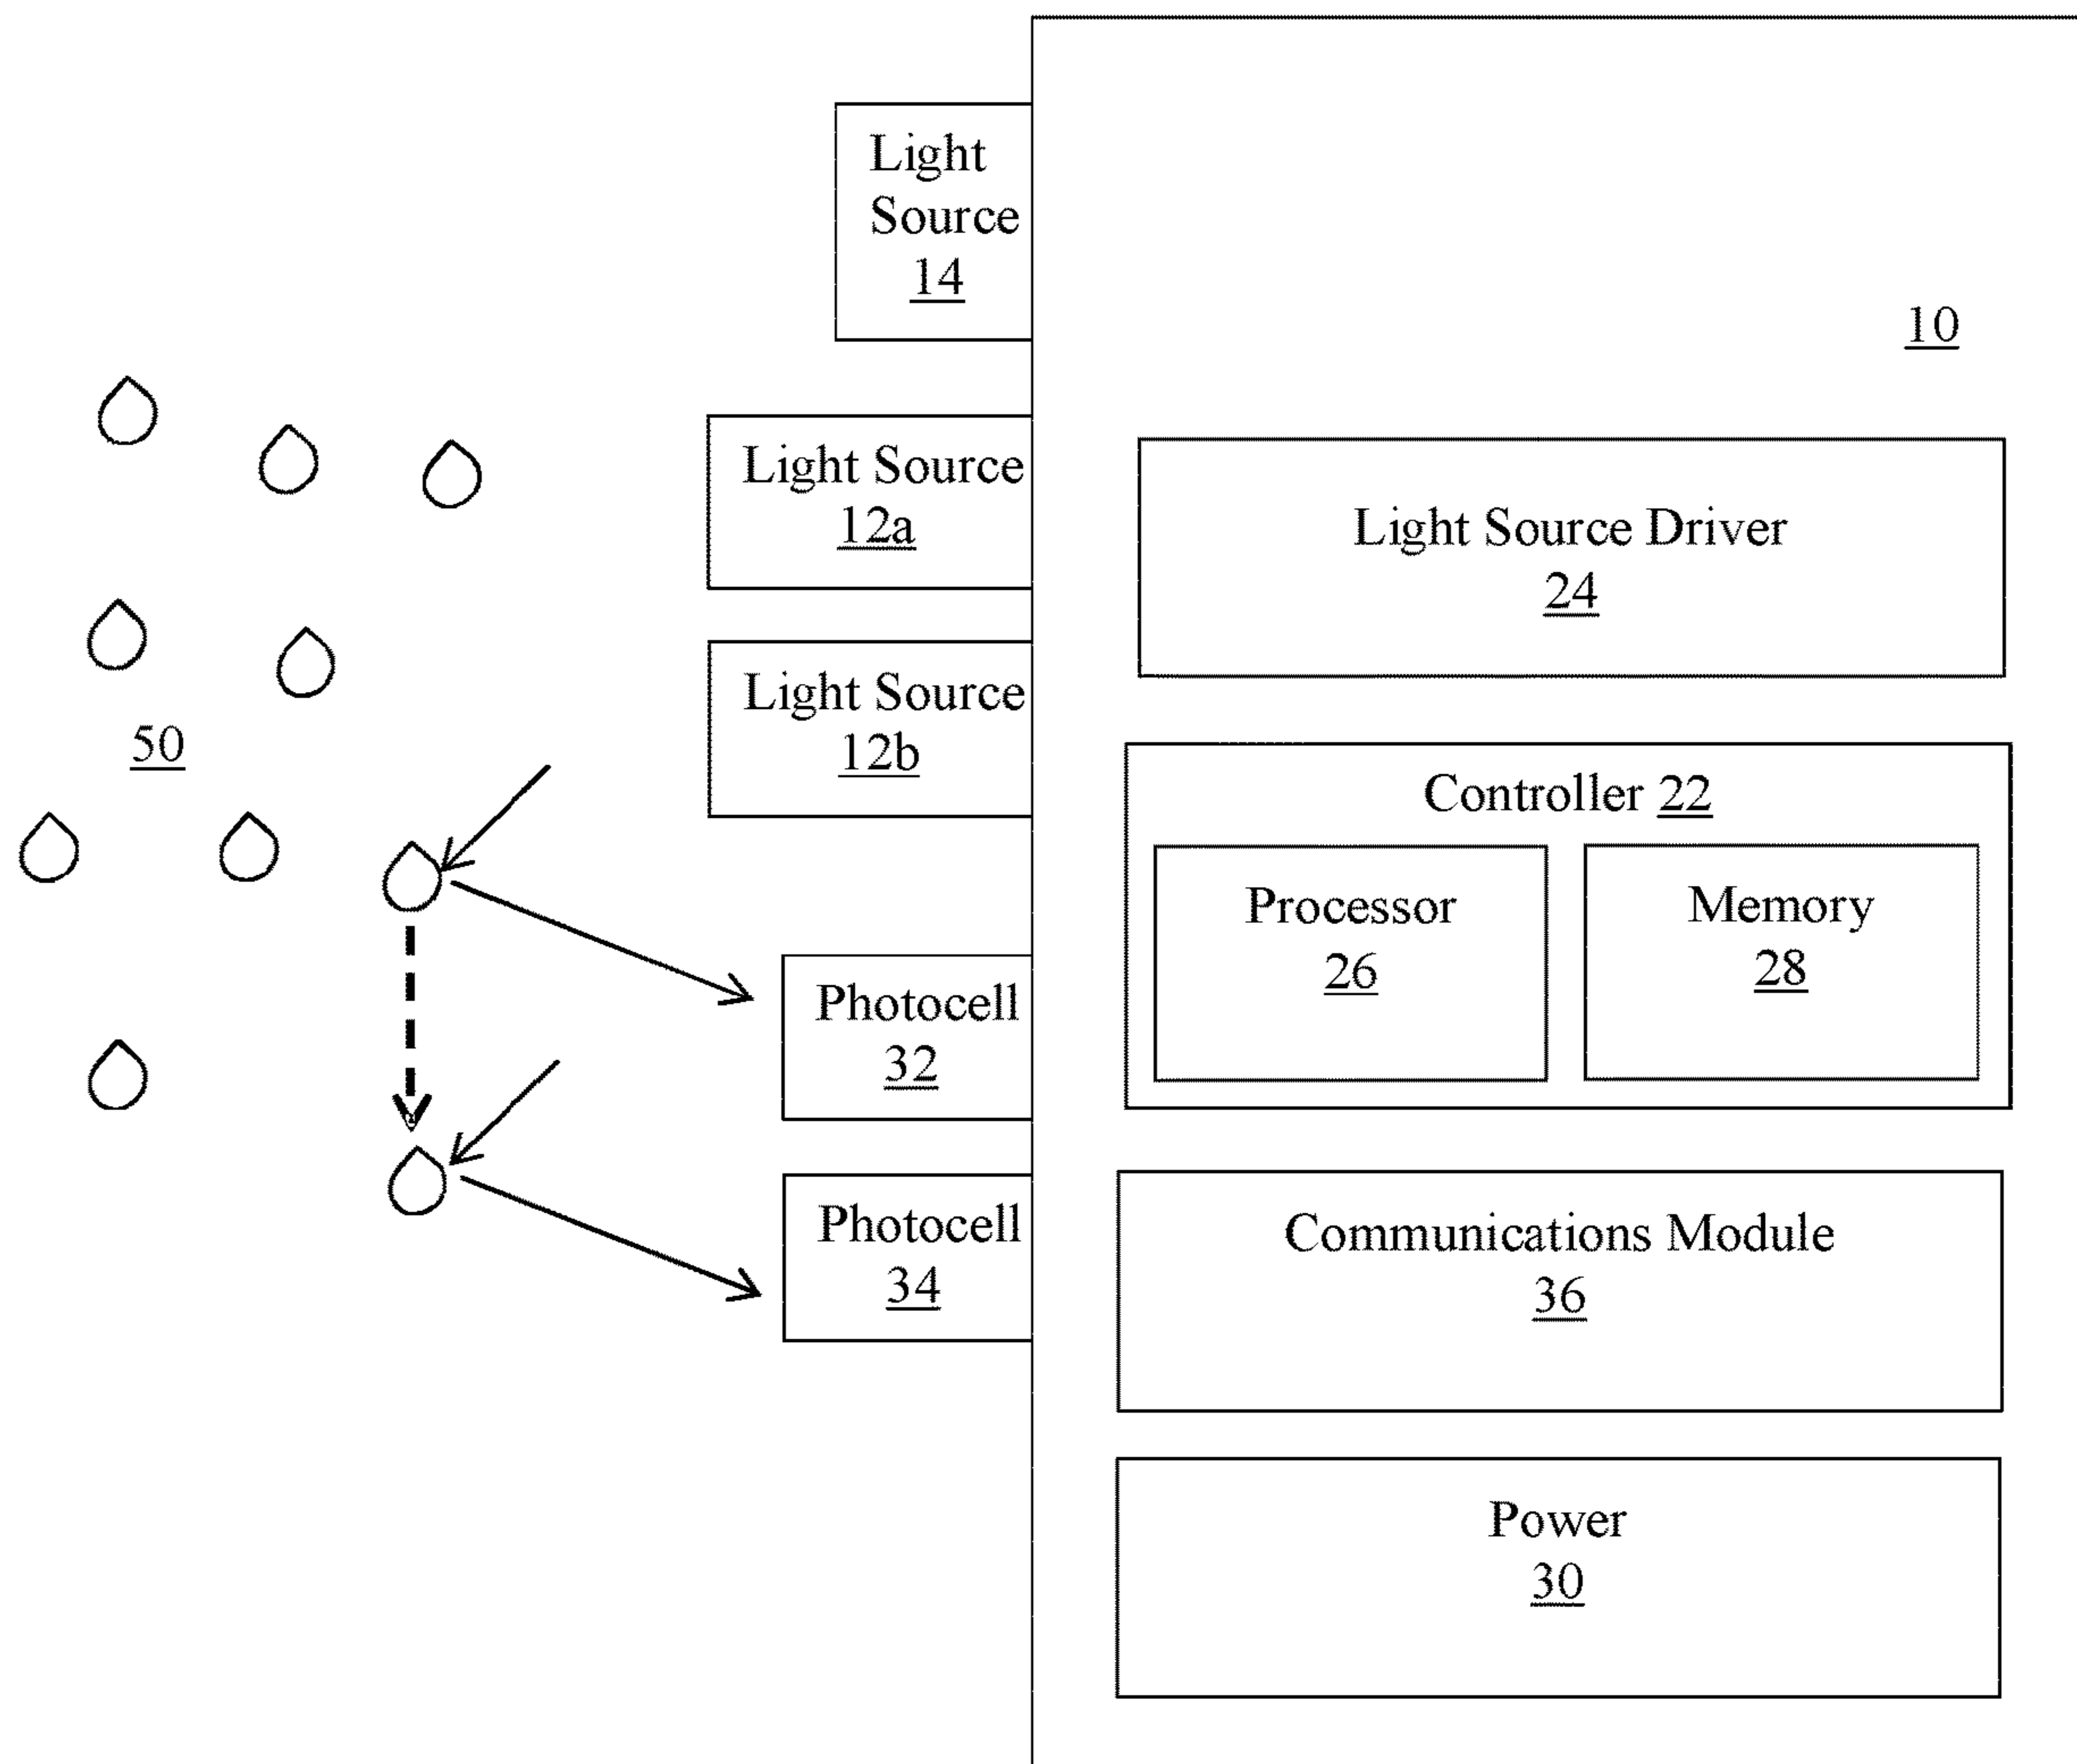 Light
Source
14
10
Light Source
12a
Light Source Driver
24
Light Source
12b
50
Controller 22
Processor
26
Memory
28
Photocell
32
Photocell
34
Communications Module
36
Power
30